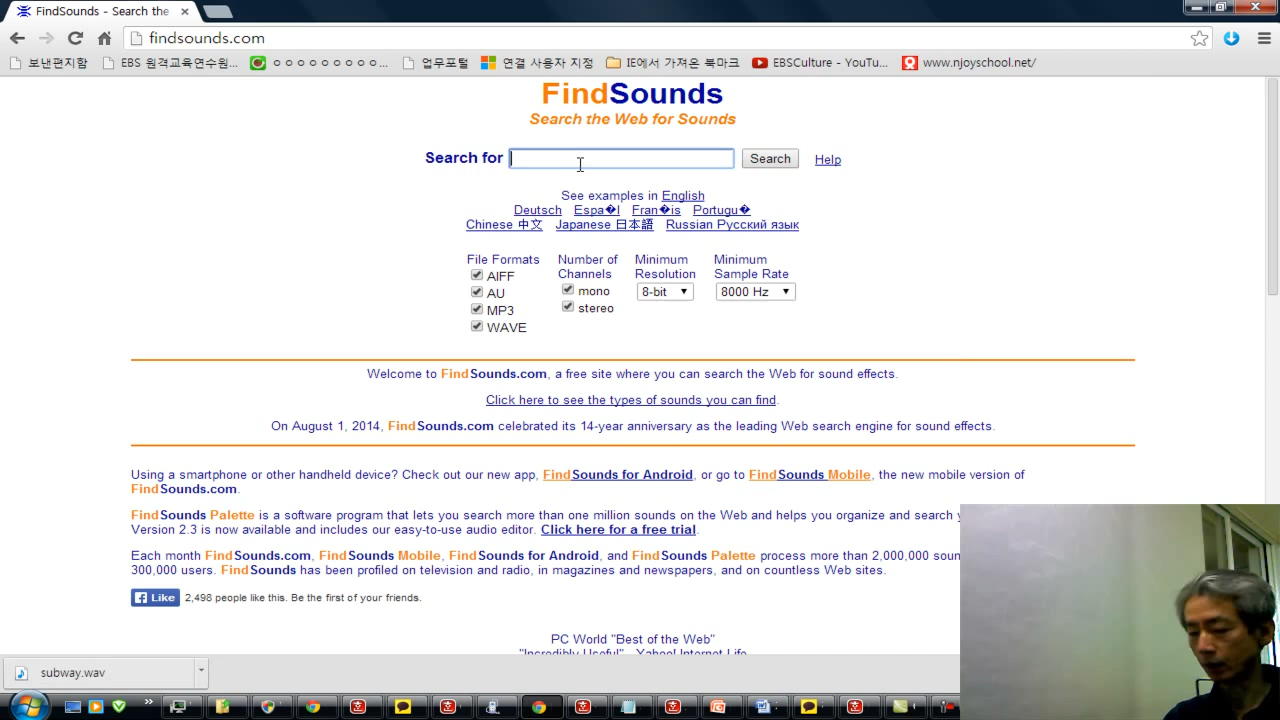 FindSounds - Search the
findsounds.com
보낸편지함
EBS 원격교육연수원...
ㅇㅇㅇㅇㅇㅇㅇㅇㅇ...
업무포털
연결 사용자 지정
IE에서 가져온 북마크
EBSCulture - YouTu...
www.njoyschool.net/
FindSounds
Search the Web for Sounds
Search for
Search
Help
See examples in English
Deutsch Espa�l Fran�is Portugu�
Chinese 中文 Japanese 日本語 Russian Русский язык
File Formats
AIFF
AU
MP3
WAVE
Number of
Channels
mono
stereo
Minimum
Resolution
8-bit
Minimum
Sample Rate
8000 Hz
Welcome to FindSounds.com, a free site where you can search the Web for sound effects.
Click here to see the types of sounds you can find.
On August 1, 2014, FindSounds.com celebrated its 14-year anniversary as the leading Web search engine for sound effects.
Using a smartphone or other handheld device? Check out our new app, FindSounds for Android, or go to FindSounds Mobile, the new mobile version of
FindSounds.com.
FindSounds Palette is a software program that lets you search more than one million sounds on the Web and helps you organize and search
Version 2.3 is now available and includes our easy-to-use audio editor. Click here for a free trial.
Each month FindSounds.com, FindSounds Mobile, FindSounds for Android, and FindSounds Palette process more than 2,000,000
300,000 users. FindSounds has been profiled on television and radio, in magazines and newspapers, and on countless Web sites.
Like
2,498 people like this. Be the first of your friends.
PC World "Best of the Web"
"Incredibly Useful" - Yahoo! Internet Life
subway.wav